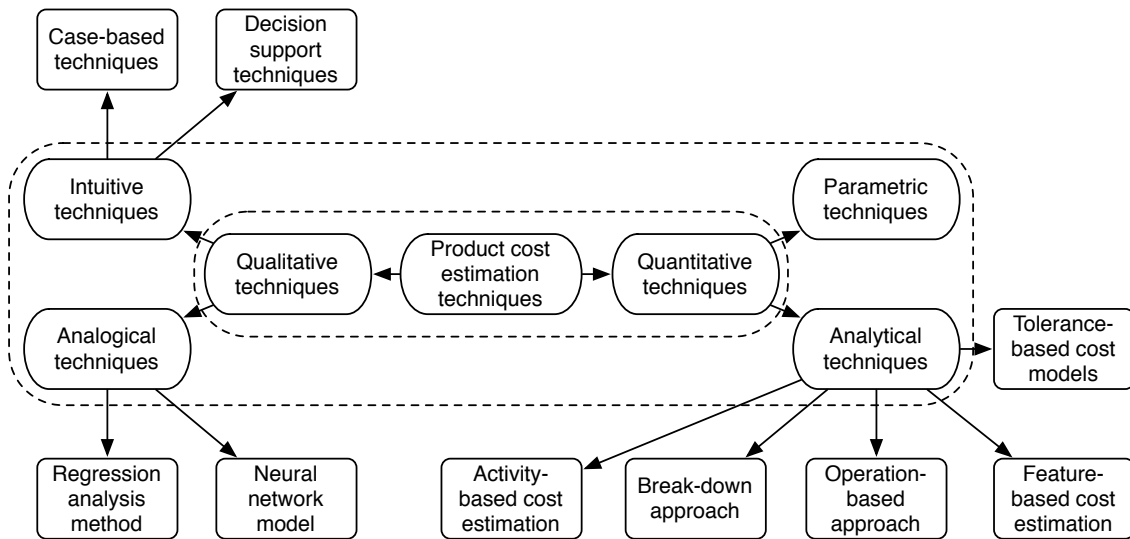 Case-based
techniques
Decision
support
techniques
Intuitive
techniques
Parametric
techniques
Qualitative
techniques
Product cost
estimation
techniques
Quantitative
techniques
Analogical
techniques
Analytical
techniques
Tolerance-
based cost
models
Regression
analysis
method
Neural
network
model
Activity-
based cost
estimation
Break-down
approach
Operation-
based
approach
Feature-
based cost
estimation